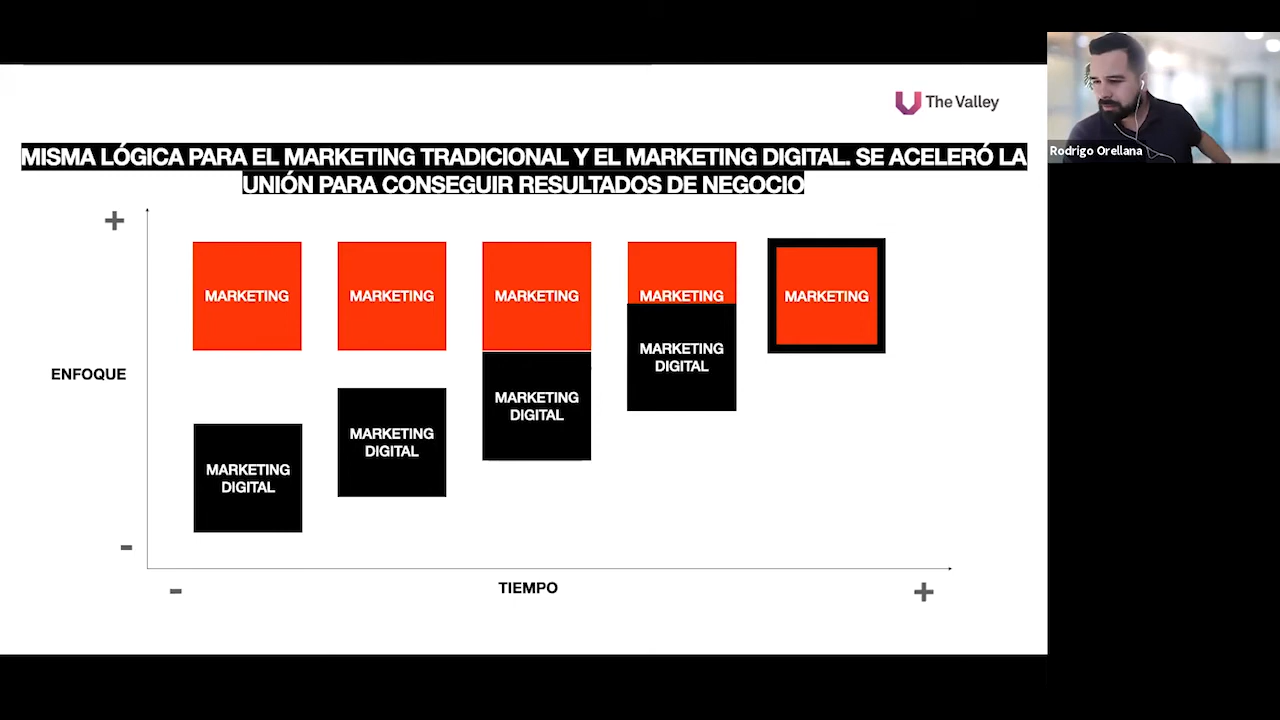 The Valley
Rodrigo Orellana
MISMA LÓGICA PARA EL MARKETING TRADICIONAL Y EL MARKETING DIGITAL. SE ACELERÓ LA
UNIÓN PARA CONSEGUIR RESULTADOS DE NEGOCIO
+
MARKETING
MARKETING
MARKETING
MARKETING
MARKETING
ENFOQUE
MARKETING
DIGITAL
MARKETING
DIGITAL
MARKETING
DIGITAL
MARKETING
DIGITAL
-
-
TIEMPO
+